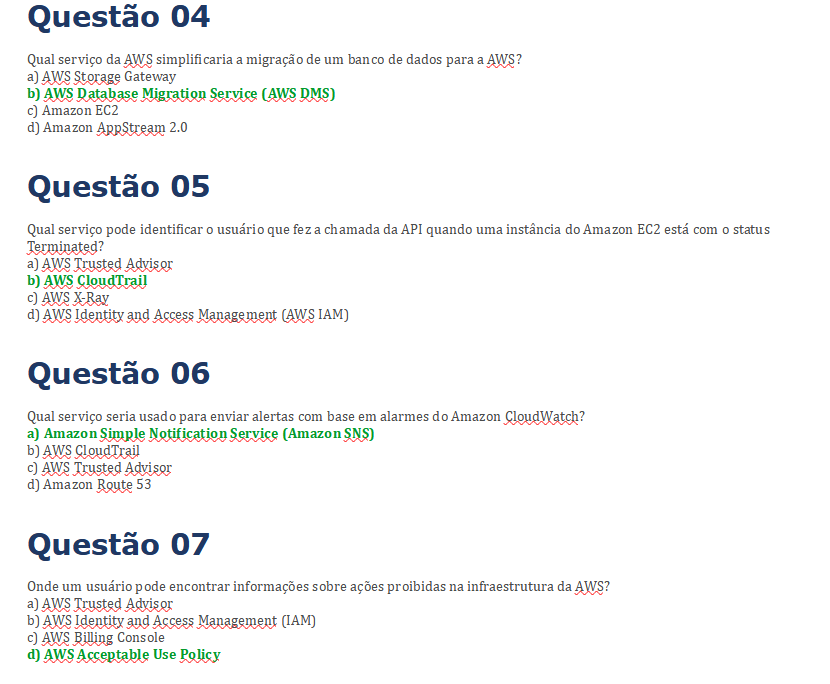 Questão 04
Qual serviço da AWS simplificaria a migração de um banco de dados para a AWS?
a) AWS Storage Gateway
b) AWS Database Migration Service (AWS DMS)
c) Amazon EC2
d) Amazon AppStream 2.0
Questão 05
Qual serviço pode identificar o usuário que fez a chamada da API quando uma instância do Amazon EC2 está com o status
Terminated?
a) AWS Trusted Advisor
b) AWS CloudTrail
c) AWS X-Ray
d) AWS Identity and Access Management (AWS IAM)
Questão 06
Qual serviço seria usado para enviar alertas com base em alarmes do Amazon CloudWatch?
a) Amazon Simple Notification Service (Amazon SNS)
b) AWS CloudTrail
c) AWS Trusted Advisor
d) Amazon Route 53
Questão 07
Onde um usuário pode encontrar informações sobre ações proibidas na infraestrutura da AWS?
a) AWS Trusted Advisor
b) AWS Identity and Access Management (IAM)
c) AWS Billing Console
d) AWS Acceptable Use Policy